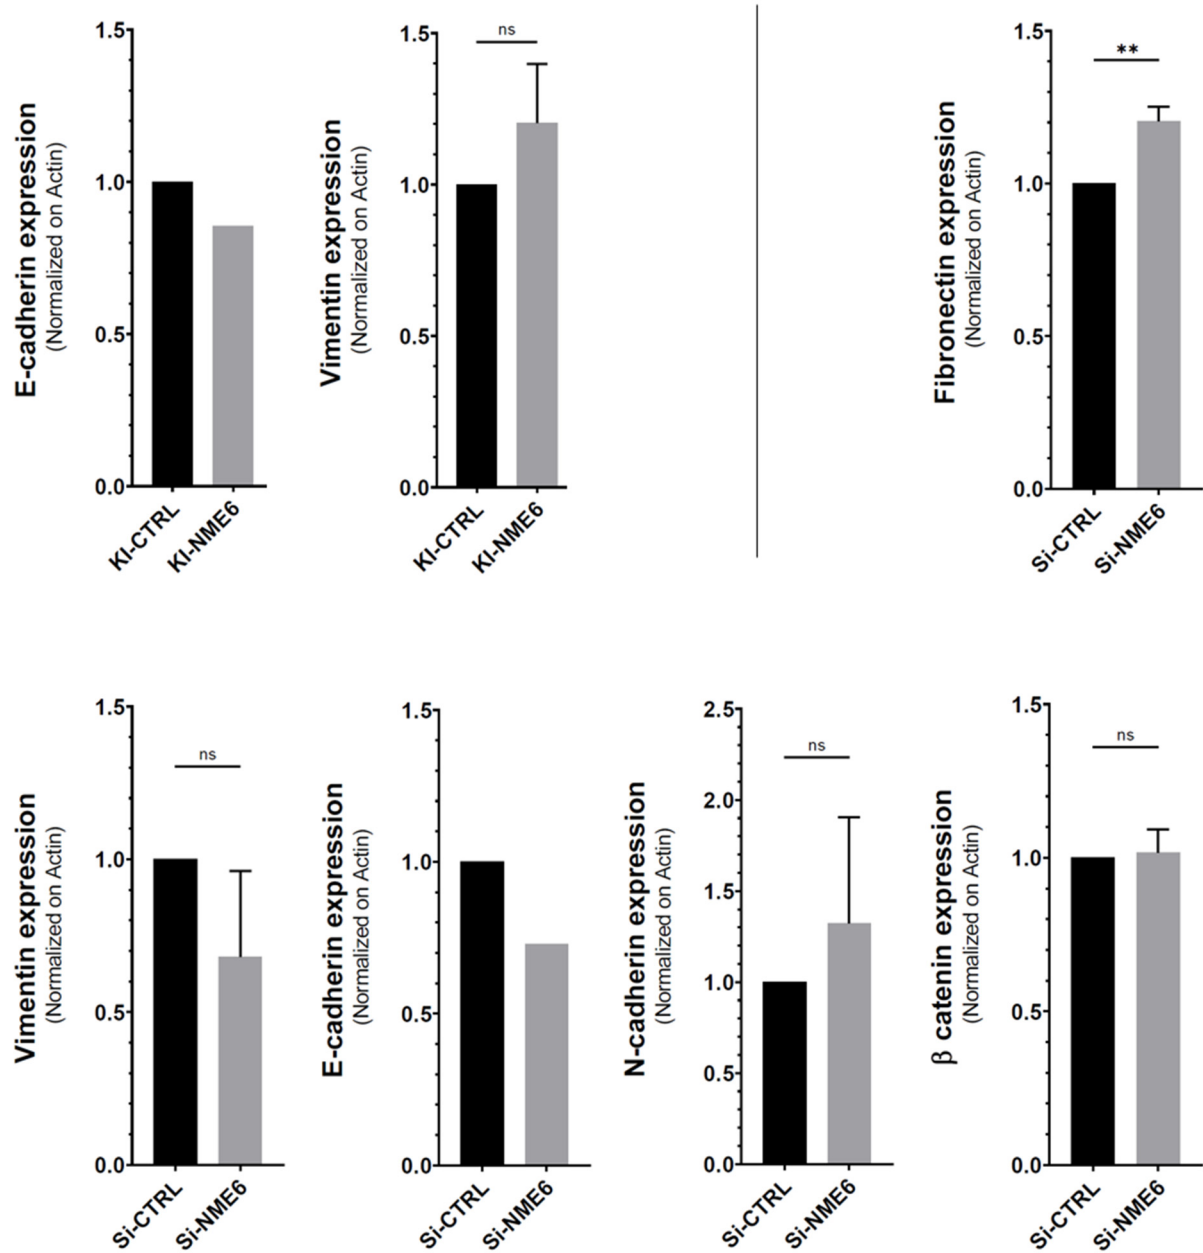 E-cadherin expression
(Normalized on Actin)
1.5
1.0
0.5
0.0
KI-CTRL
KI-NME6
Vimentin expression
(Normalized on Actin)
1.5
1.0
0.5
0.0
ns
KI-CTRL
KI-NME6
Fibronectin expression
(Normalized on Actin)
1.5
1.0
0.5
0.0
**
Si-CTRL
Si-NME6
Vimentin expression
(Normalized on Actin)
1.5
1.0
0.5
0.0
ns
Si-CTRL
Si-NME6
E-cadherin expression
(Normalized on Actin)
1.5
1.0
0.5
0.0
Si-CTRL
Si-NME6
N-cadherin expression
(Normalized on Actin)
2.5
2.0
1.5
1.0
0.5
0.0
ns
Si-CTRL
Si-NME6
β catenin expression
(Normalized on Actin)
1.5
1.0
0.5
0.0
ns
Si-CTRL
Si-NME6